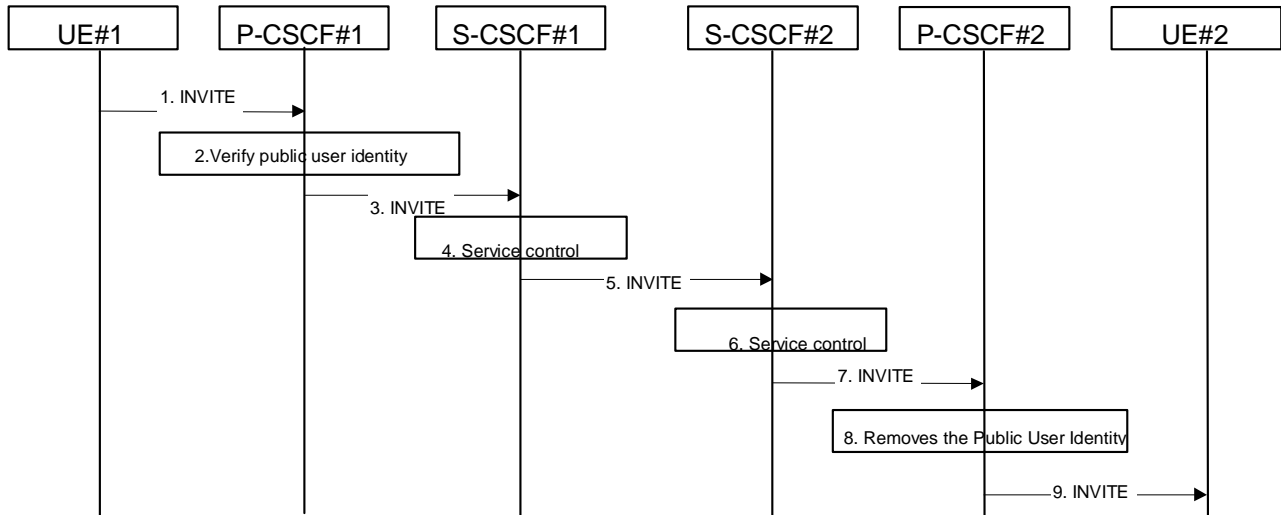 UE#1
P-CSCF#1
S-CSCF#1
S-CSCF#2
P-CSCF#2
UE#2
1. INVITE
2.Verify public user identity
3. INVITE
4. Service control
5. INVITE
6. Service control
7. INVITE
8. Removes the Public User Identity
9. INVITE